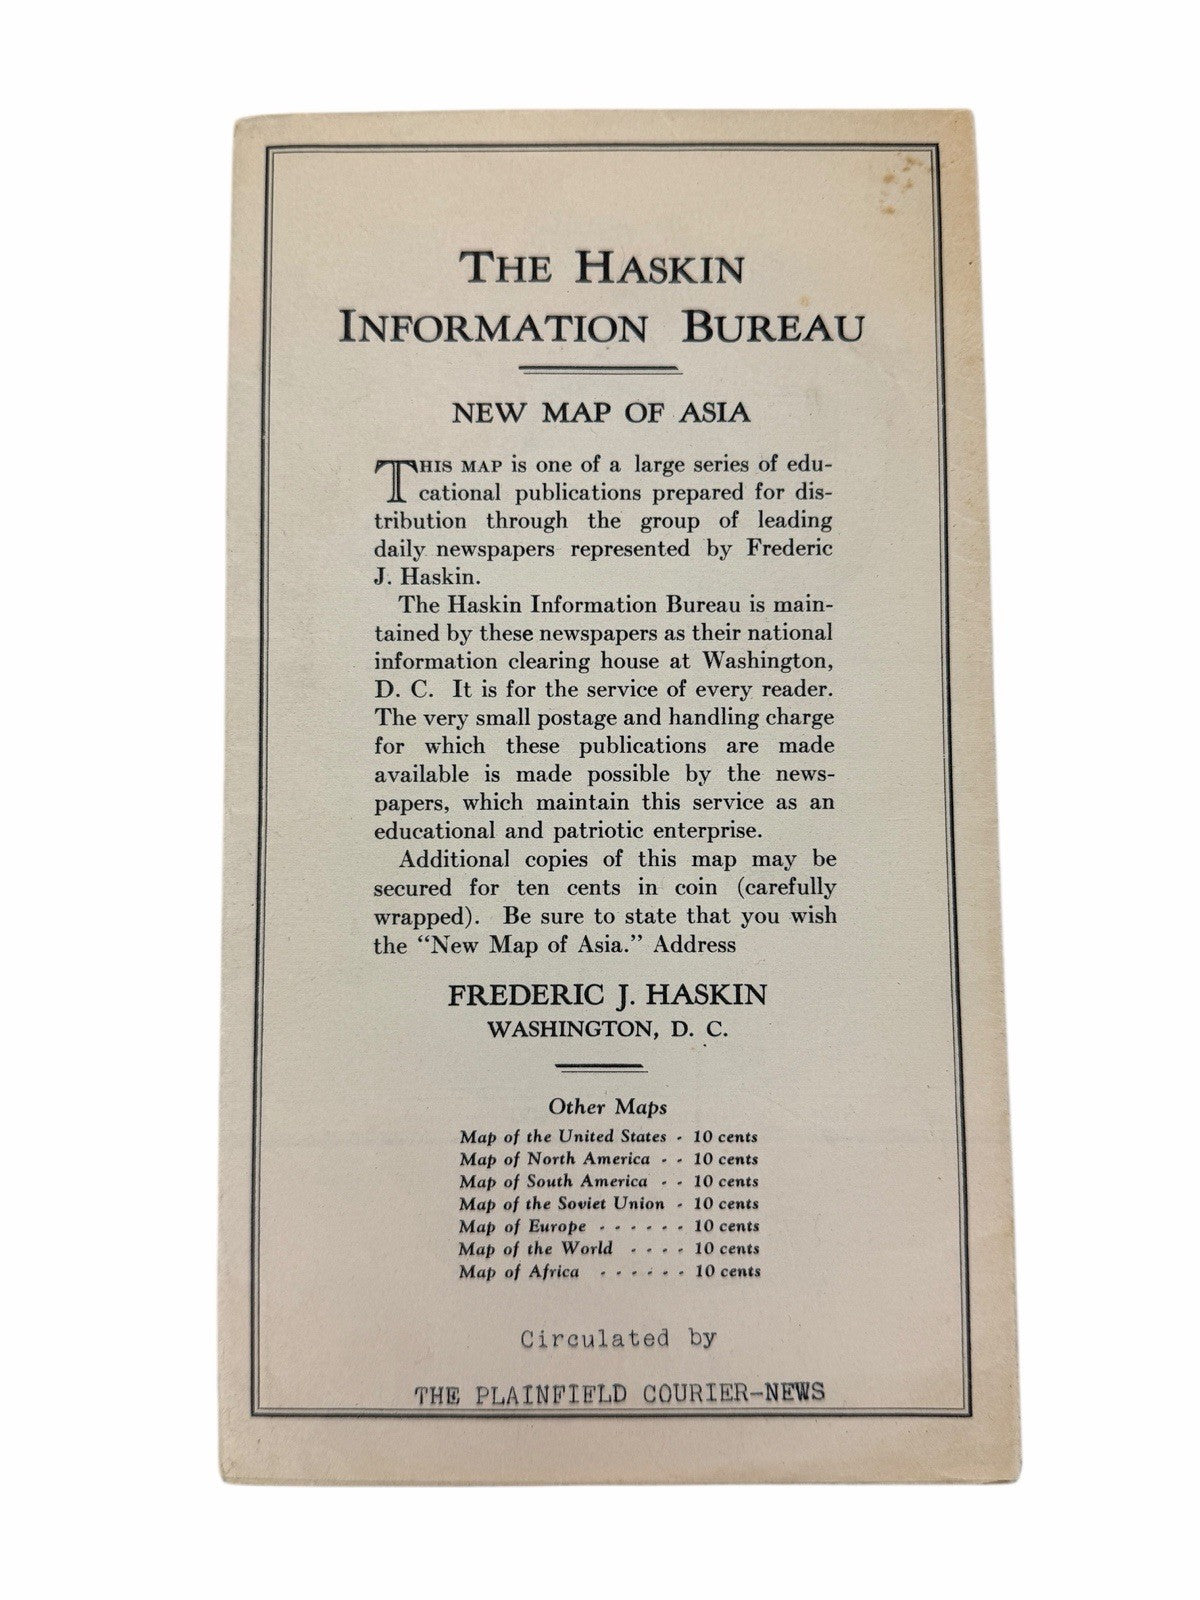 THE HASKIN
INFORMATION BUREAU
NEW MAP OF ASIA
THIS MAP is one of a large series of edu-
cational publications prepared for dis-
tribution through the group of leading
daily newspapers represented by Frederic
J. Haskin.
The Haskin Information Bureau is main-
tained by these newspapers as their national
information clearing house at Washington,
D. C. It is for the service of every reader.
The very small postage and handling charge
for which these publications are made
available is made possible by the news-
papers, which maintain this service as an
educational and patriotic enterprise.
Additional copies of this map may be
secured for ten cents in coin (carefully
wrapped). Be sure to state that you wish
the “New Map of Asia.” Address
FREDERIC J. HASKIN
WASHINGTON, D. C.
Other Maps
Map of the United States - 10 cents
Map of North America - - 10 cents
Map of South America - - 10 cents
Map of the Soviet Union - 10 cents
Map of Europe - - - - - - 10 cents
Map of the World - - - - 10 cents
Map of Africa - - - - - - 10 cents
Circulated by
THE PLAINFIELD COURIER-NEWS